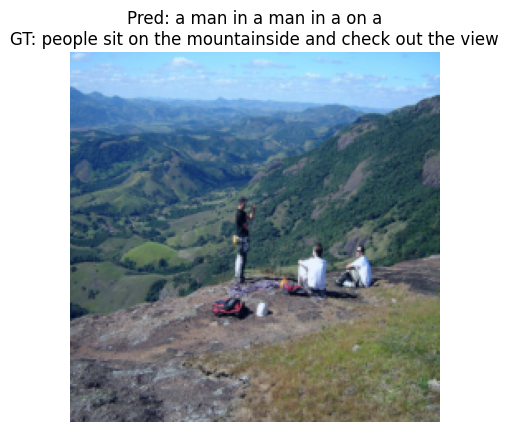 Pred: a man in a man in a on a
GT: people sit on the mountainside and check out the view